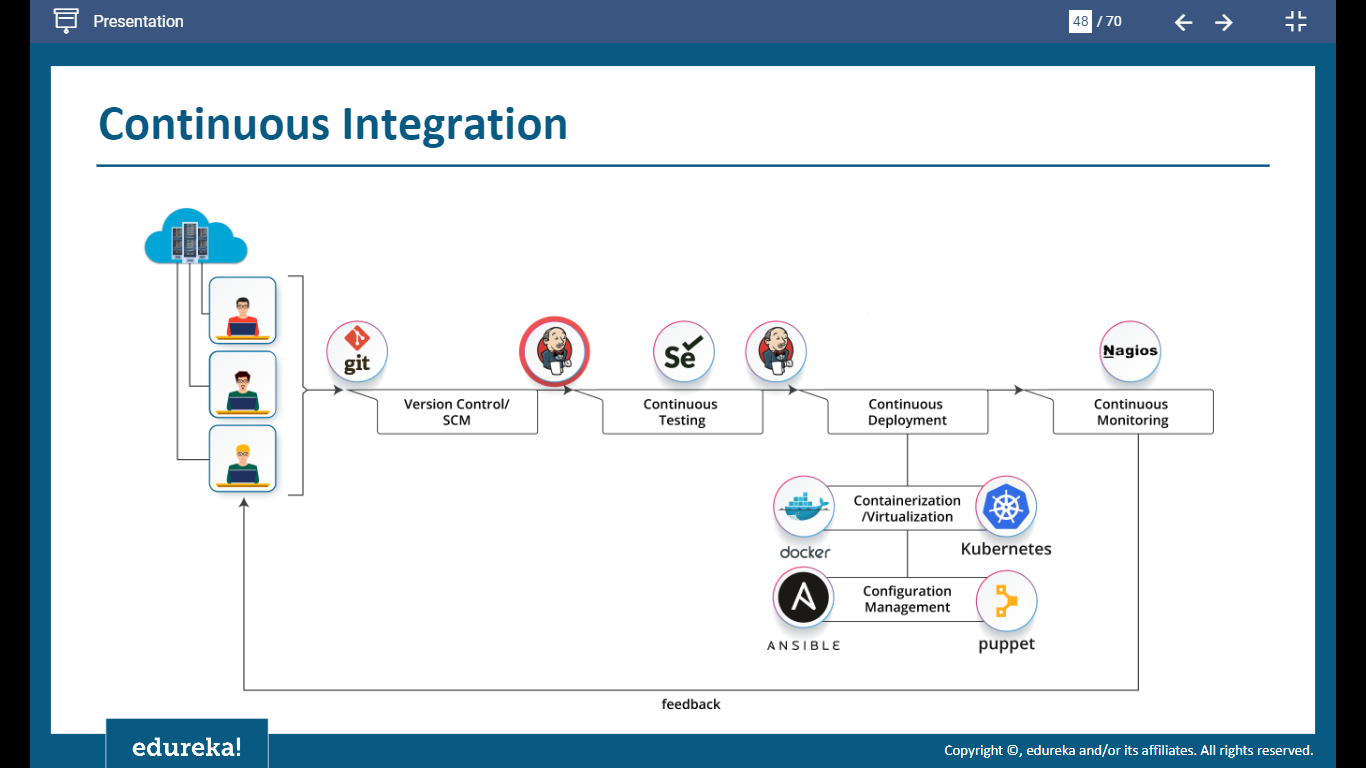 Presentation
48 / 70
Continuous Integration
git
Se
Nagios
Version Control/
SCM
Continuous
Testing
Continuous
Deployment
Continuous
Monitoring
Containerization
/Virtualization
docker
Kubernetes
Configuration
Management
ANSIBLE
puppet
feedback
edureka!
Copyright ©, edureka and/or its affiliates. All rights reserved.